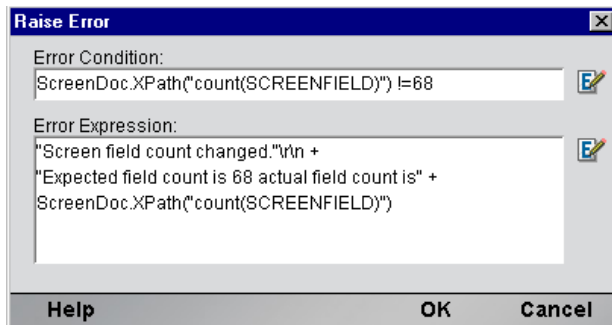 Raise Error
Error Condition:
ScreenDoc.XPath("count(SCREENFIELD)") !=68
Error Expression:
"Screen field count changed."\r\n +
"Expected field count is 68 actual field count is" +
ScreenDoc.XPath("count(SCREENFIELD)")
Help OK Cancel